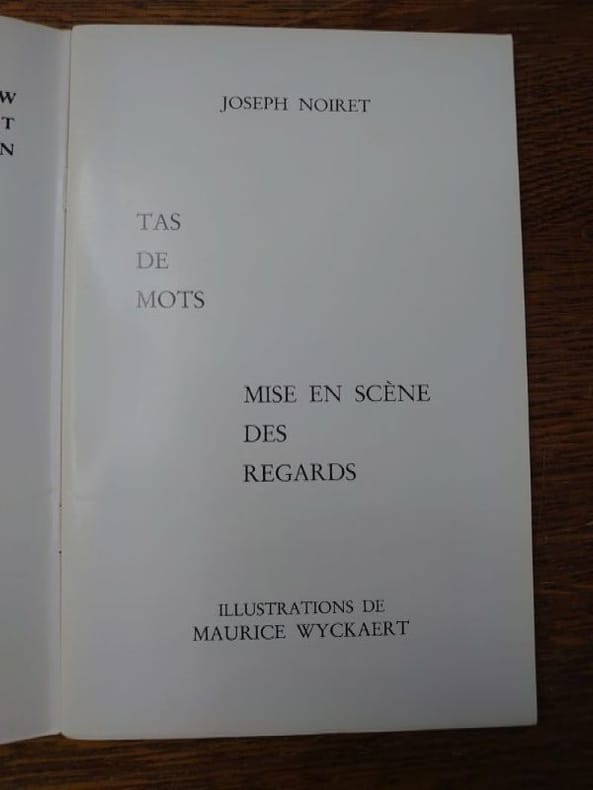 W
T
N
JOSEPH NOIRET
TAS
DE
MOTS
MISE EN SCÈNE
DES
REGARDS
ILLUSTRATIONS DE
MAURICE WYCKAERT